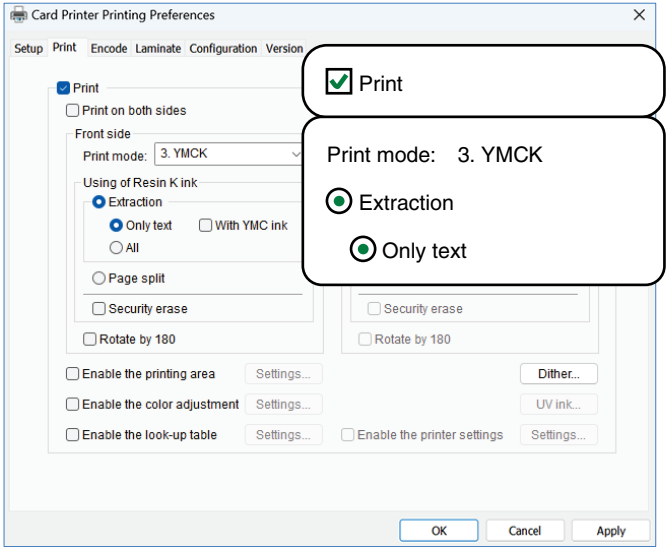 Card Printer Printing Preferences
Setup Print Encode Laminate Configuration Version
Print
Print on both sides
Front side
Print mode: 3. YMCK
Using of Resin K ink
Extraction
Only text With YMC ink
All
Page split
Security erase
Rotate by 180
Print
Print mode: 3. YMCK
Extraction
Only text
Security erase
Rotate by 180
Enable the printing area Settings... Dither...
Enable the color adjustment Settings... UV ink...
Enable the look-up table Settings... Enable the printer settings Settings...
OK Cancel Apply